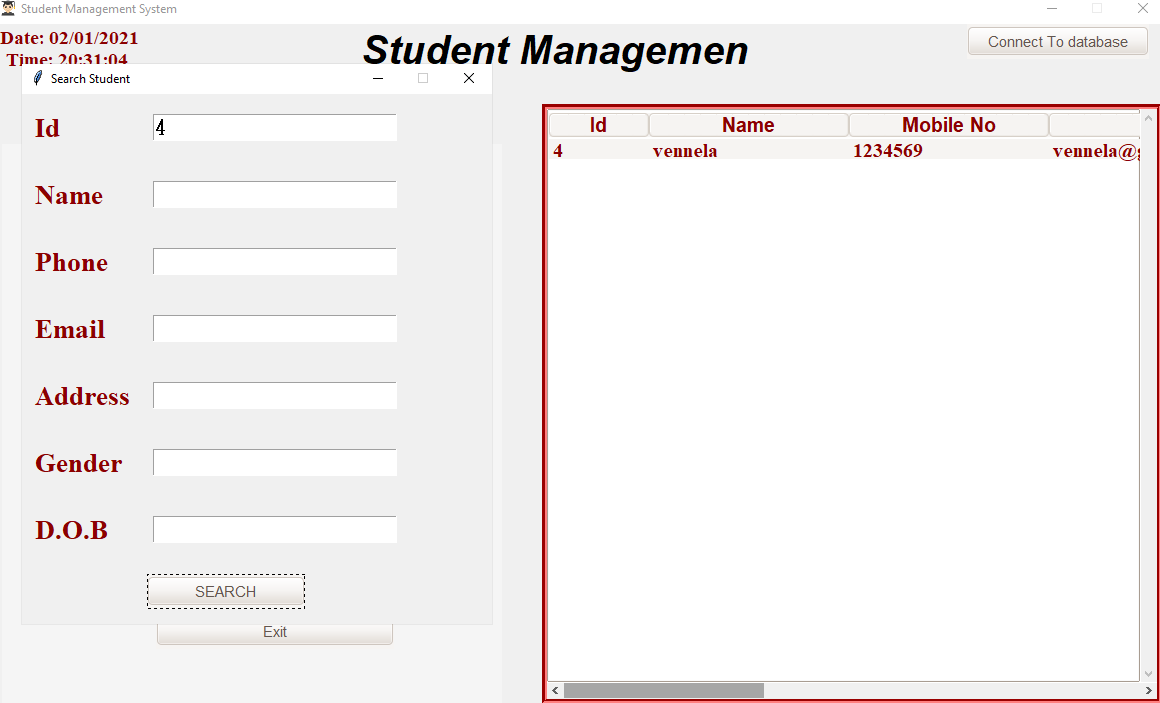 Student Management System
Date: 02/01/2021
Time: 20:31:04
Student Managemen
Connect To database
Search Student
Id 4
Name
Phone
Email
Address
Gender
D.O.B
SEARCH
Exit
Id Name Mobile No
4 vennela 1234569 vennela@g